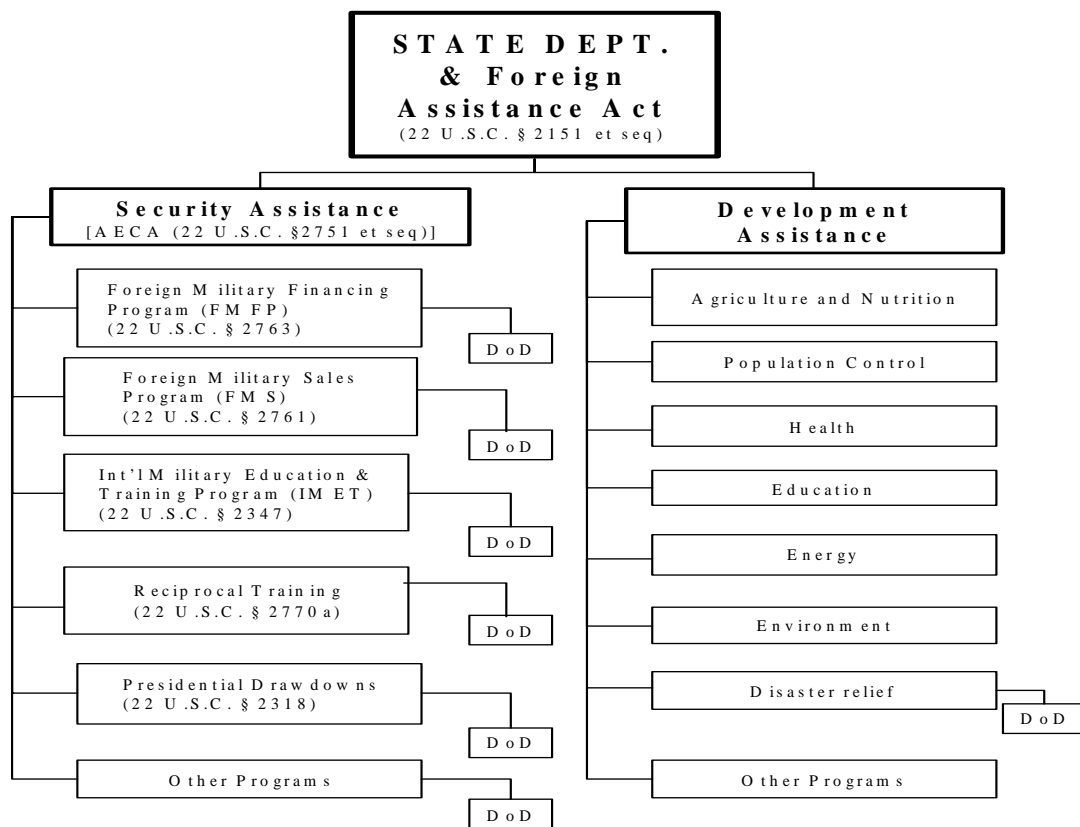 STATE DEPT.
& Foreign
Assistance Act
(22 U.S.C. § 2151 et seq)
Security Assistance
[AECA (22 U.S.C. §2751 et seq)]
Foreign Military Financing
Program (FMFP)
(22 U.S.C. § 2763)
DoD
Foreign Military Sales
Program (FMS)
(22 U.S.C. § 2761)
DoD
Int'l Military Education &
Training Program (IMET)
(22 U.S.C. § 2347)
DoD
Reciprocal Training
(22 U.S.C. § 2770a)
DoD
Presidential Drawdowns
(22 U.S.C. § 2318)
DoD
Other Programs
DoD
Development
Assistance
Agriculture and Nutrition
Population Control
Health
Education
Energy
Environment
Disaster relief
DoD
Other Programs